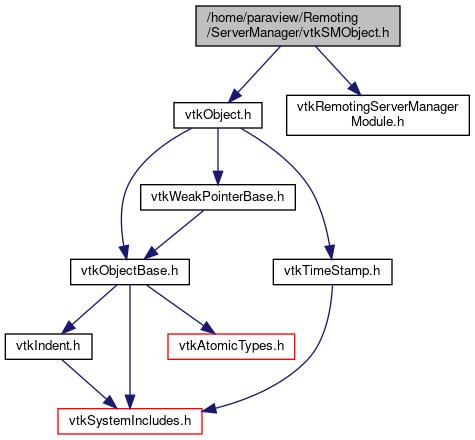 /home/paraview/Remoting
/ServerManager/vtkSMObject.h
vtkObject.h
vtkRemotingServerManager
Module.h
vtkWeakPointerBase.h
vtkObjectBase.h
vtkTimeStamp.h
vtkIndent.h
vtkAtomicTypes.h
vtkSystemIncludes.h